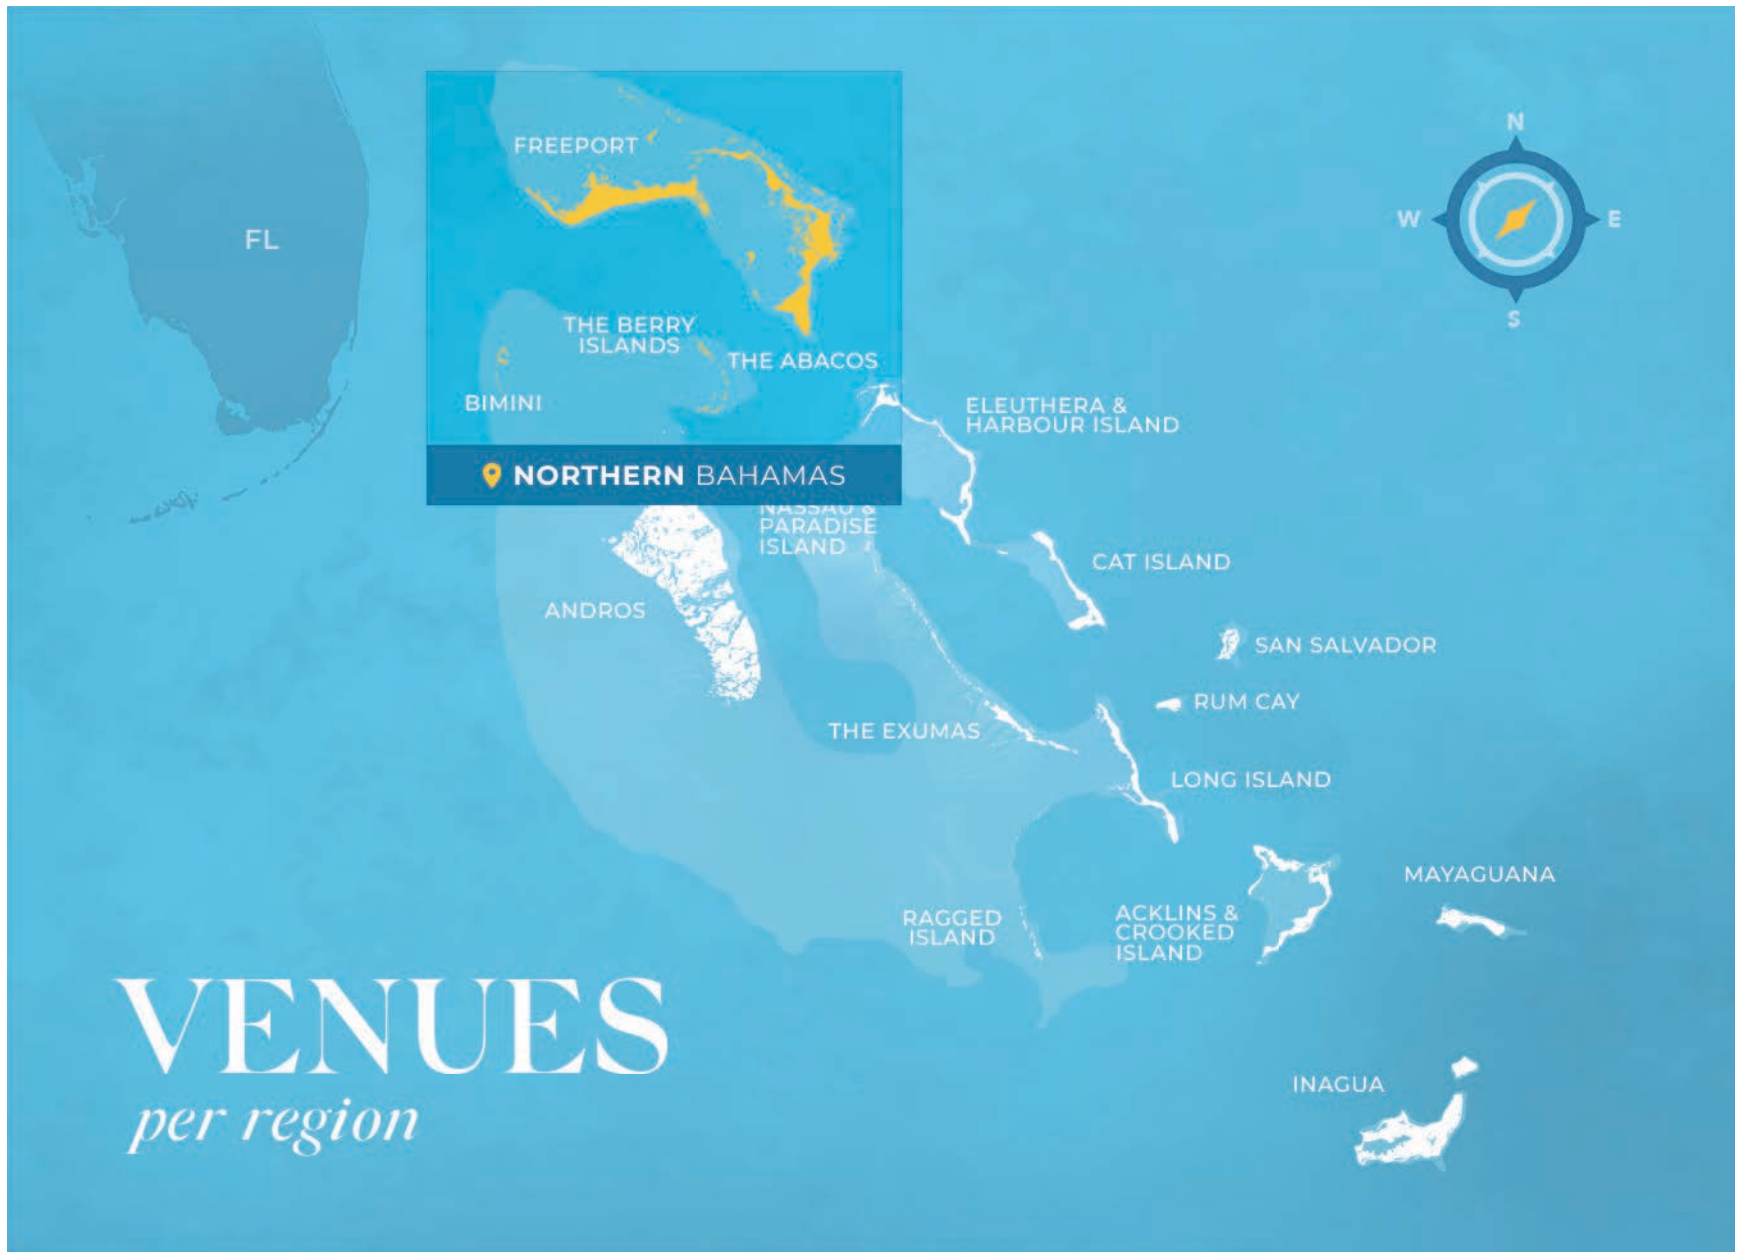 FREEPORT
N
W
E
S
FL
THE BERRY
ISLANDS
THE ABACOS
BIMINI
ELEUTHERA &
HARBOUR ISLAND
NORTHERN BAHAMAS
NASSAU &
PARADISE
ISLAND
CAT ISLAND
ANDROS
SAN SALVADOR
RUM CAY
THE EXUMAS
LONG ISLAND
MAYAGUANA
RAGGED
ISLAND
ACKLINS &
CROOKED
ISLAND
VENUES
per region
INAGUA